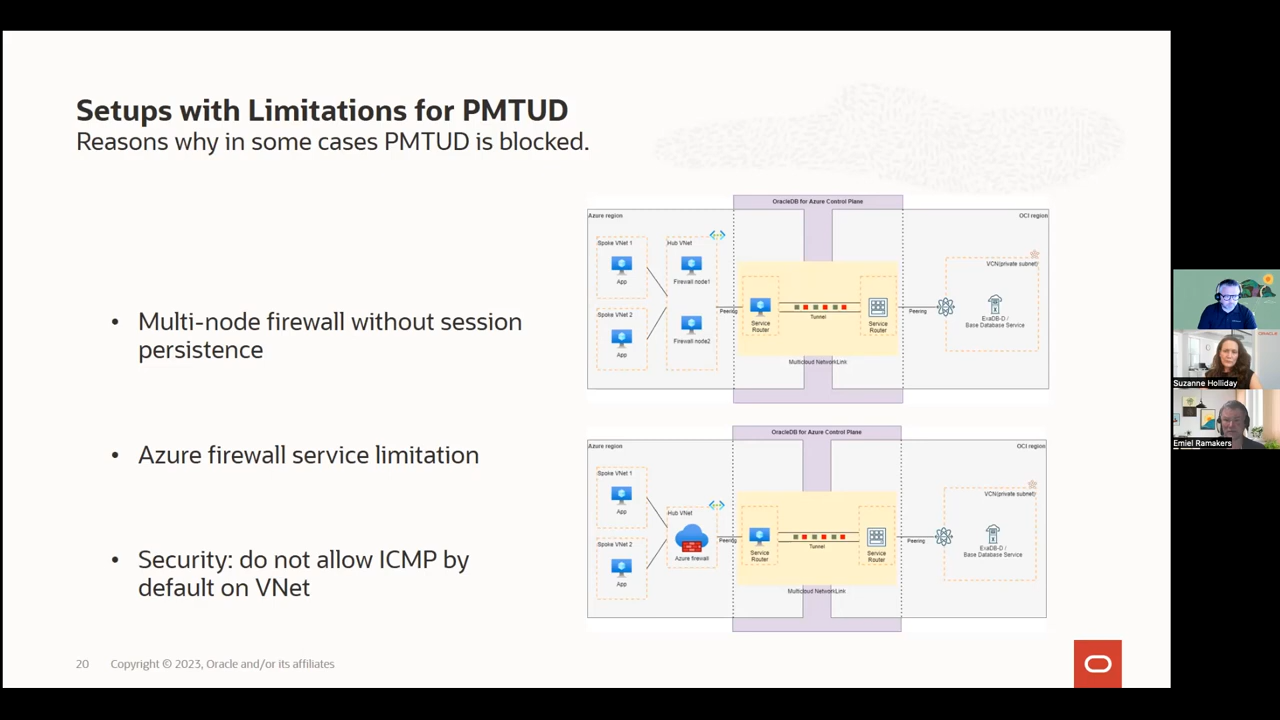 Setups with Limitations for PMTUD
Reasons why in some cases PMTUD is blocked.
• Multi-node firewall without session
persistence
• Azure firewall service limitation
• Security: do not allow ICMP by
default on VNet
OracleDB for Azure Control Plane
Azure region
OCI region
Spoke VNet 1
App
Spoke VNet 2
App
Hub VNet
Firewall node1
Firewall node2
Peering
Service
Router
Tunnel
Service
Router
Multicloud NetworkLink
Peering
VCN(private subnet)
ExaDB-D /
Base Database Service
OracleDB for Azure Control Plane
Azure region
OCI region
Spoke VNet 1
App
Spoke VNet 2
App
Hub VNet
Azure firewall
Peering
Service
Router
Tunnel
Service
Router
Multicloud NetworkLink
Peering
VCN(private subnet)
ExaDB-D /
Base Database Service
20 Copyright © 2023, Oracle and/or its affiliates
Suzanne Holliday
Emiel Ramakers